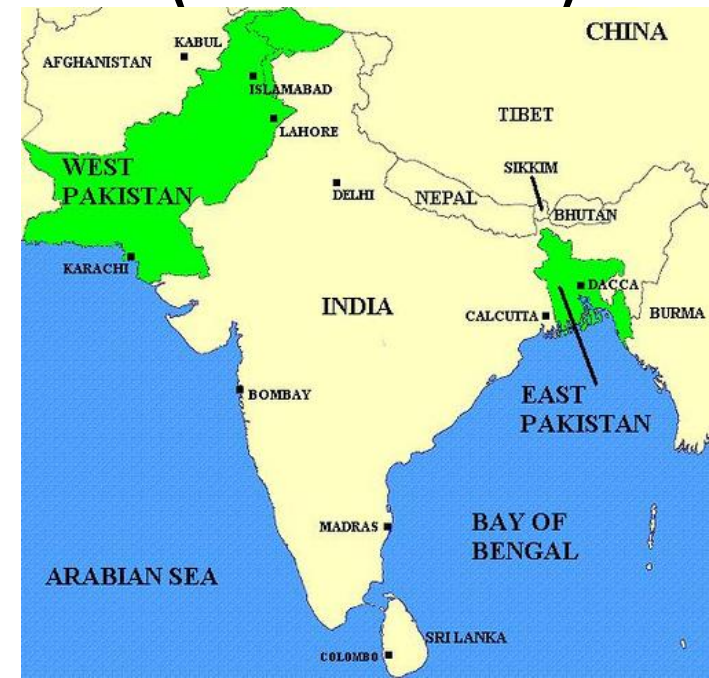 CHINA
KABUL
AFGHANISTAN
ISLAMABAD
TIBET
LAHORE
WEST
PAKISTAN
SIKKIM
DELHI
NEPAL
BHUTAN
KARACHI
DACCA
INDIA
CALCUTTA
BURMA
BOMBAY
EAST
PAKISTAN
MADRAS
BAY OF
BENGAL
ARABIAN SEA
SRI LANKA
COLOMBO